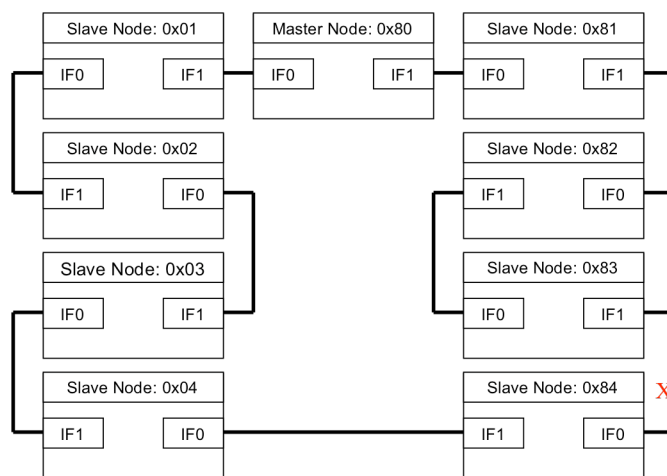 Slave Node: 0x01
Master Node: 0x80
Slave Node: 0x81
IF0
IF1
IF0
IF1
IF0
IF1
Slave Node: 0x02
Slave Node: 0x82
IF1
IF0
IF1
IF0
Slave Node: 0x03
Slave Node: 0x83
IF0
IF1
IF0
IF1
Slave Node: 0x04
Slave Node: 0x84
X
IF1
IF0
IF1
IF0